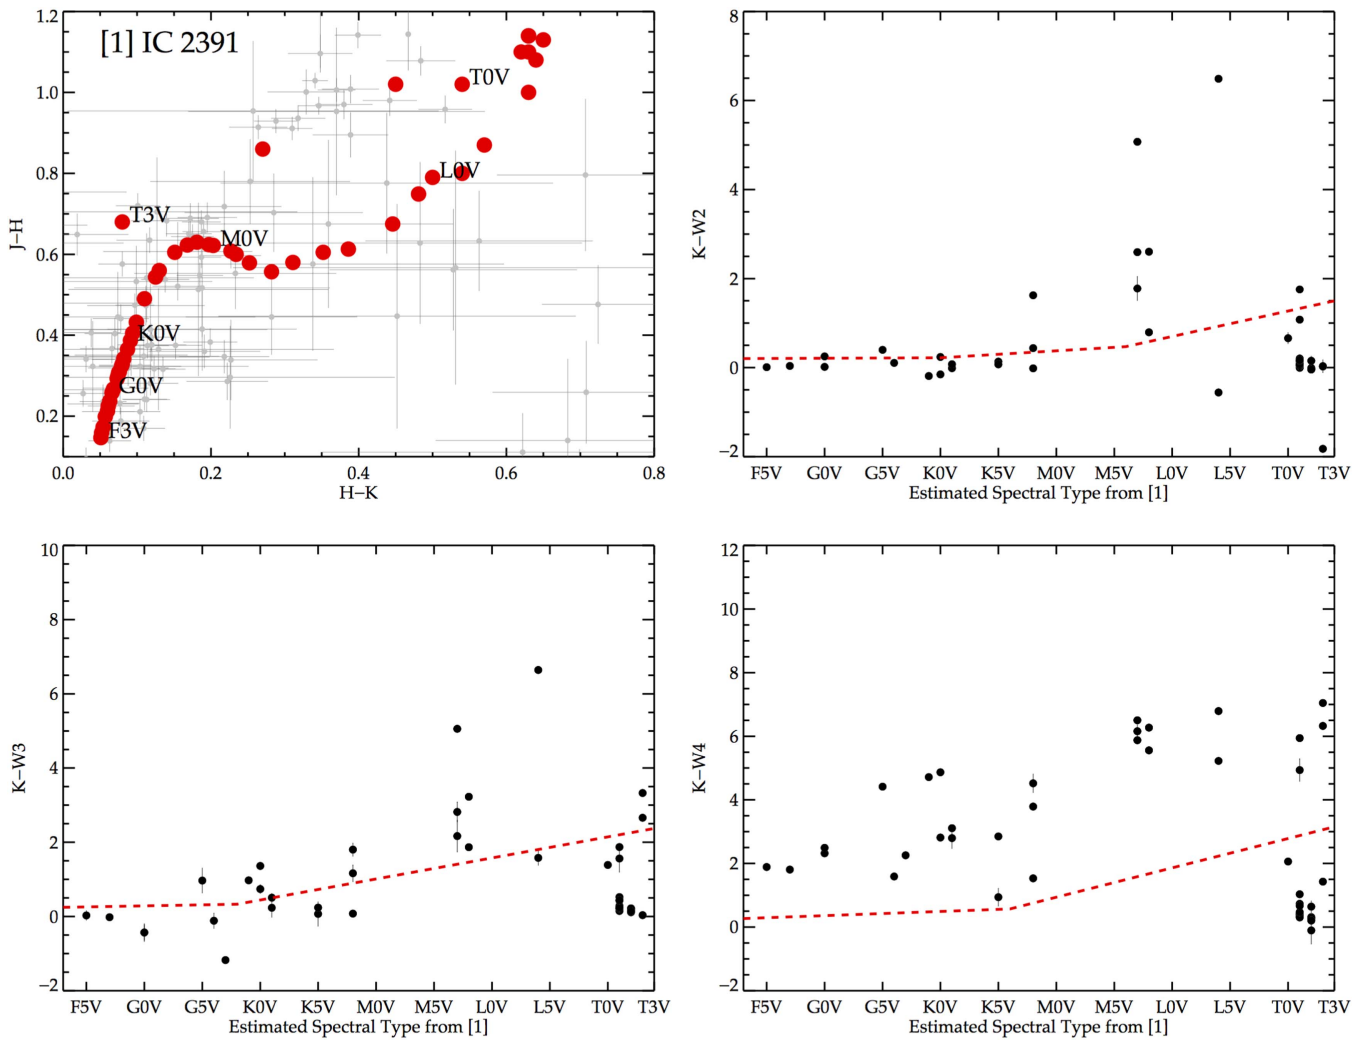 [1] IC 2391
1.2
1.0
0.8
0.6
0.4
0.2
J−H
T0V
L0V
T3V
M0V
K0V
G0V
F3V
0.0 0.2 0.4 0.6 0.8
H−K
8
6
4
2
0
−2
K−W2
F5V G0V G5V K0V K5V M0V M5V L0V L5V T0V T3V
Estimated Spectral Type from [1]
10
8
6
4
2
0
−2
K−W3
F5V G0V G5V K0V K5V M0V M5V L0V L5V T0V T3V
Estimated Spectral Type from [1]
12
10
8
6
4
2
0
−2
K−W4
F5V G0V G5V K0V K5V M0V M5V L0V L5V T0V T3V
Estimated Spectral Type from [1]